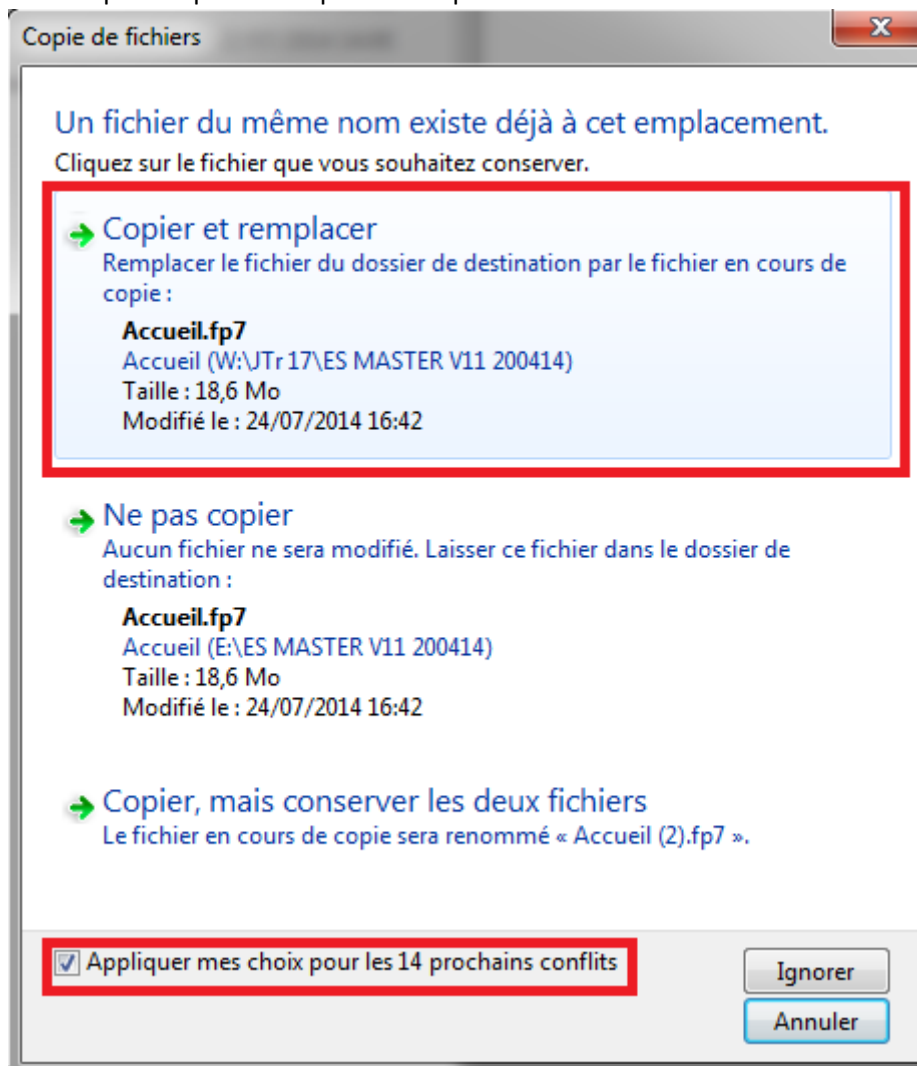 Copie de fichiers
Un fichier du même nom existe déjà à cet emplacement.
Cliquez sur le fichier que vous souhaitez conserver.
Copier et remplacer
Remplacer le fichier du dossier de destination par le fichier en cours de
copie :
Accueil.fp7
Accueil (W:\JTr 17\ES MASTER V11 200414)
Taille : 18,6 Mo
Modifié le : 24/07/2014 16:42
Ne pas copier
Aucun fichier ne sera modifié. Laisser ce fichier dans le dossier de
destination :
Accueil.fp7
Accueil (E:\ES MASTER V11 200414)
Taille : 18,6 Mo
Modifié le : 24/07/2014 16:42
Copier, mais conserver les deux fichiers
Le fichier en cours de copie sera renommé « Accueil (2).fp7 ».
Appliquer mes choix pour les 14 prochains conflits
Ignorer
Annuler